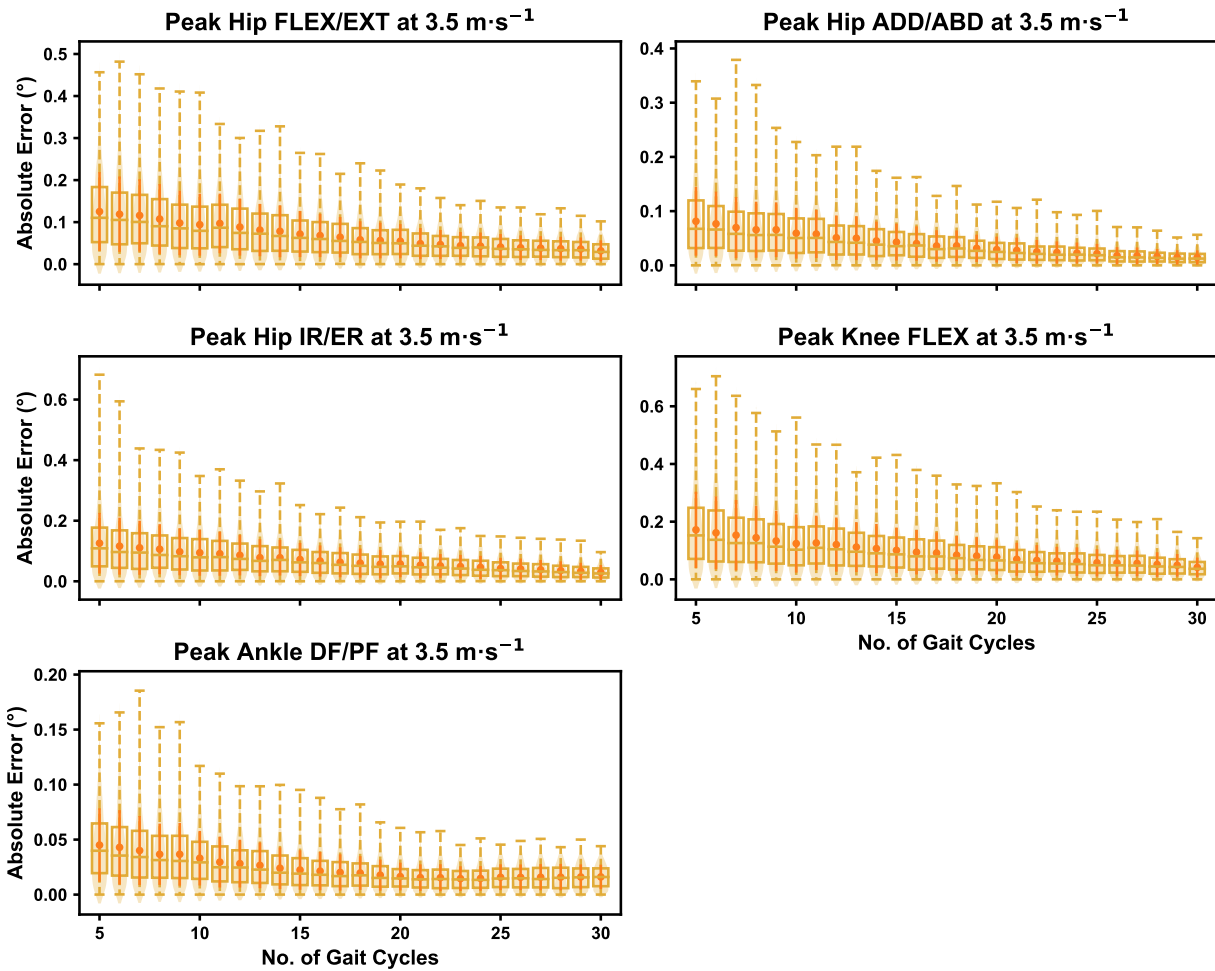 Peak Hip FLEX/EXT at 3.5 m·s⁻¹
Absolute Error (°)
0.5
0.4
0.3
0.2
0.1
0.0
Peak Hip ADD/ABD at 3.5 m·s⁻¹
0.4
0.3
0.2
0.1
0.0
Peak Hip IR/ER at 3.5 m·s⁻¹
Absolute Error (°)
0.6
0.4
0.2
0.0
Peak Knee FLEX at 3.5 m·s⁻¹
0.6
0.4
0.2
0.0
5 10 15 20 25 30
No. of Gait Cycles
Peak Ankle DF/PF at 3.5 m·s⁻¹
Absolute Error (°)
0.20
0.15
0.10
0.05
0.00
5 10 15 20 25 30
No. of Gait Cycles